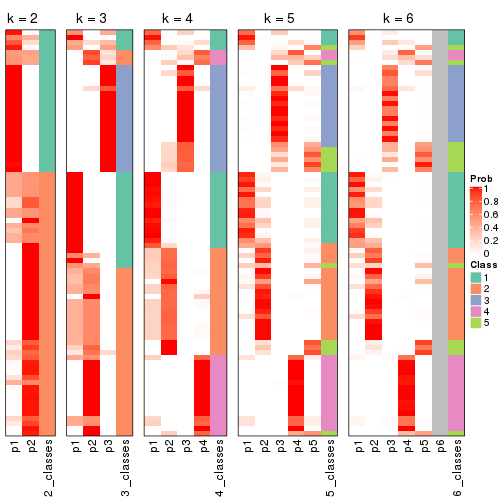 k = 2
k = 3
k = 4
k = 5
k = 6
Prob
1
0.8
0.6
0.4
0.2
0
Class
1
2
3
4
5
p1
p2
2_classes
p1
p2
p3
3_classes
p1
p2
p3
p4
4_classes
p1
p2
p3
p4
p5
5_classes
p1
p2
p3
p4
p5
p6
6_classes